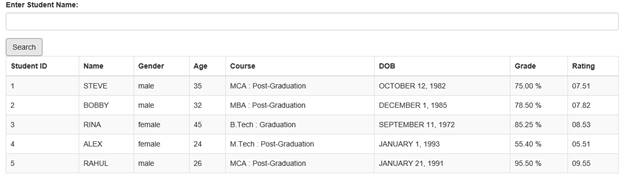 Enter Student Name:
Search
Student ID Name Gender Age Course DOB Grade Rating
1 STEVE male 35 MCA : Post-Graduation OCTOBER 12, 1982 75.00 % 07.51
2 BOBBY male 32 MBA : Post-Graduation DECEMBER 1, 1985 78.50 % 07.82
3 RINA female 45 B.Tech : Graduation SEPTEMBER 11, 1972 85.25 % 08.53
4 ALEX female 24 M.Tech : Post-Graduation JANUARY 1, 1993 55.40 % 05.51
5 RAHUL male 26 MCA : Post-Graduation JANUARY 21, 1991 95.50 % 09.55